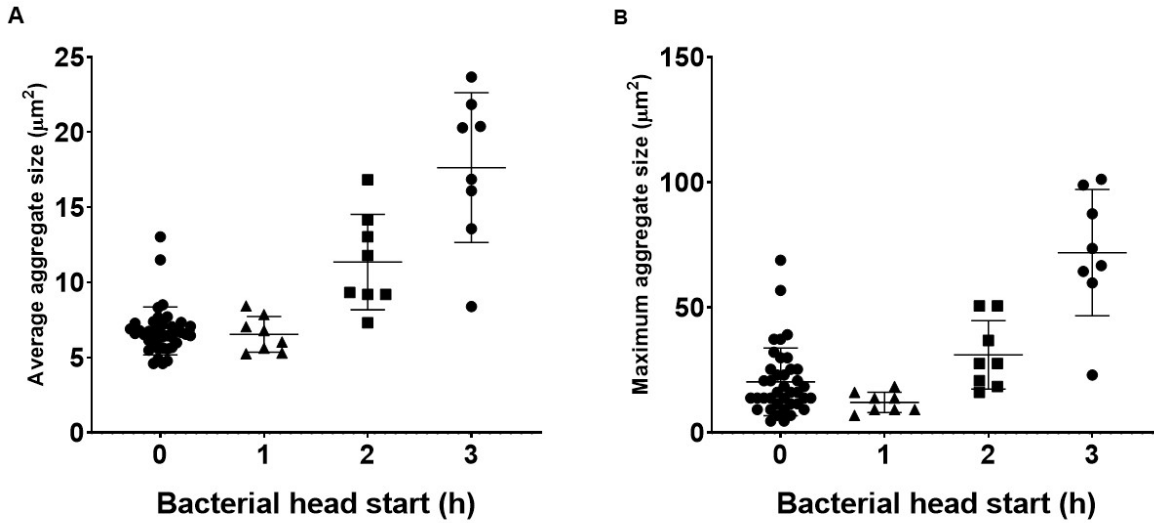 A
Average aggregate size (μm²)
25
20
15
10
5
0
0 1 2 3
Bacterial head start (h)
B
Maximum aggregate size (μm²)
150
100
50
0
0 1 2 3
Bacterial head start (h)